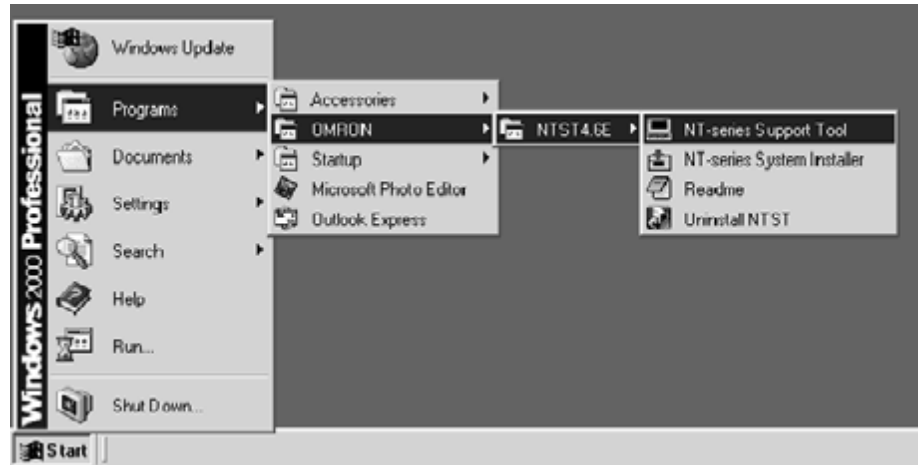 Windows 2000 Professional
Windows Update
Programs
Documents
Settings
Search
Help
Run...
Shut Down...
Accessories
OMRON
Startup
Microsoft Photo Editor
Outlook Express
NTST4.6E
NT-series Support Tool
NT-series System Installer
Readme
Uninstall NTST
Start